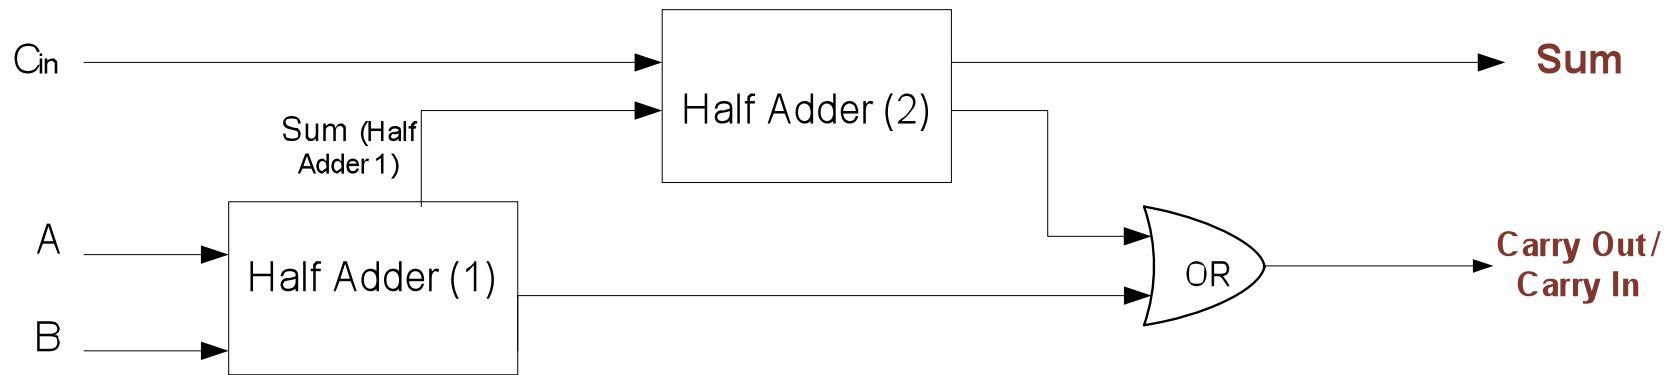 Cin
Sum
Half Adder (2)
Sum (Half
Adder 1)
A
Half Adder (1)
Carry Out/
Carry In
OR
B